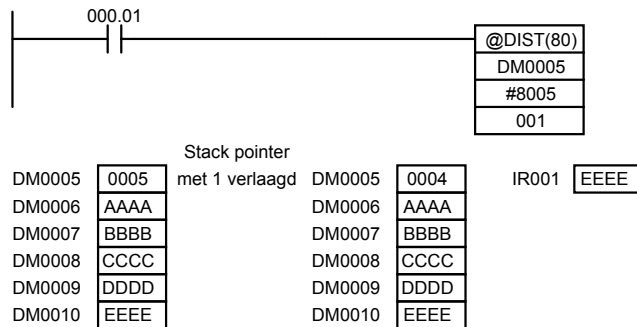 000.01
@DIST(80)
DM0005
#8005
001
Stack pointer
met 1 verlaagd
DM0005 0005
DM0006 AAAA
DM0007 BBBB
DM0008 CCCC
DM0009 DDDD
DM0010 EEEE
DM0005 0004
DM0006 AAAA
DM0007 BBBB
DM0008 CCCC
DM0009 DDDD
DM0010 EEEE
IR001 EEEE